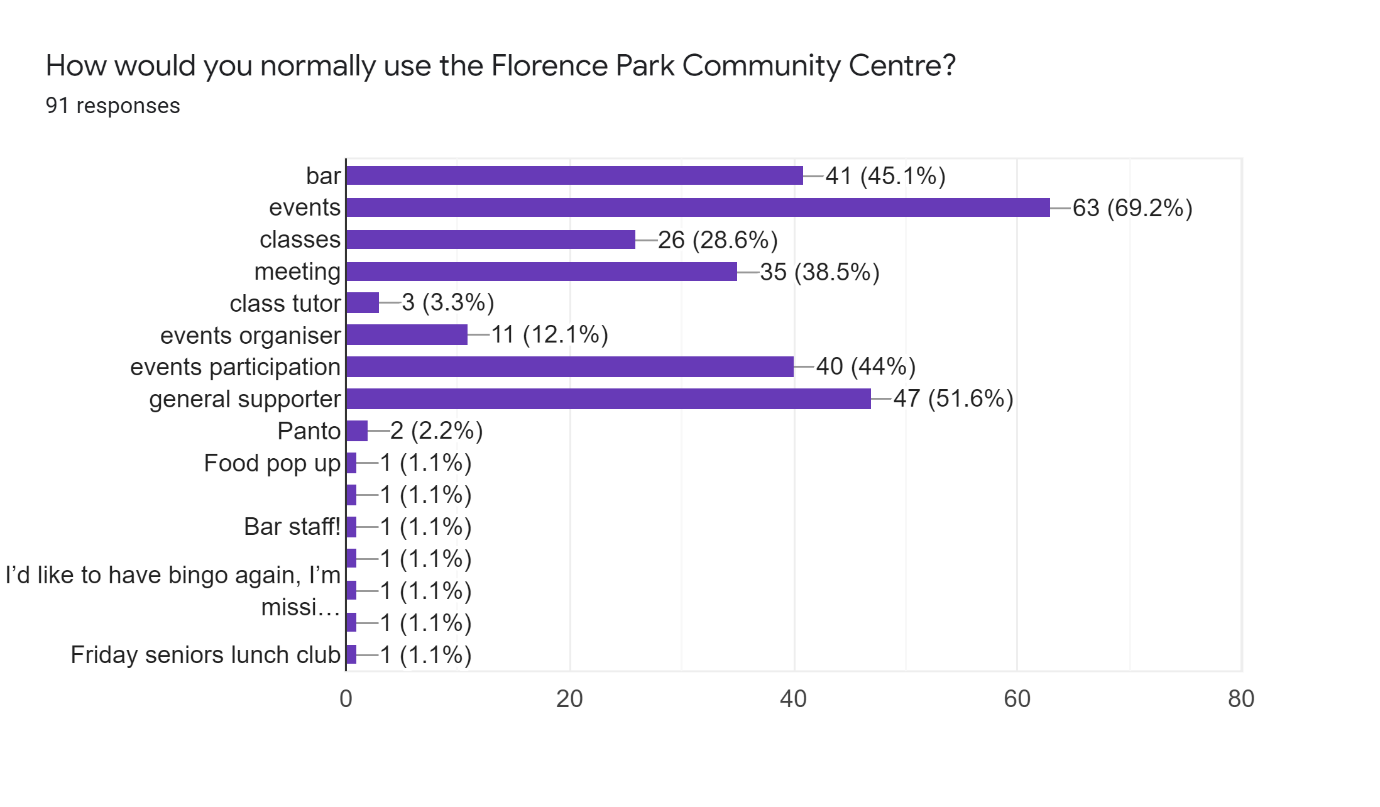 How would you normally use the Florence Park Community Centre?
91 responses
bar 41 (45.1%)
events 63 (69.2%)
classes 26 (28.6%)
meeting 35 (38.5%)
class tutor 3 (3.3%)
events organiser 11 (12.1%)
events participation 40 (44%)
general supporter 47 (51.6%)
Panto 2 (2.2%)
Food pop up 1 (1.1%)
1 (1.1%)
Bar staff! 1 (1.1%)
1 (1.1%)
I’d like to have bingo again, I’m
missi… 1 (1.1%)
1 (1.1%)
Friday seniors lunch club 1 (1.1%)
0 20 40 60 80